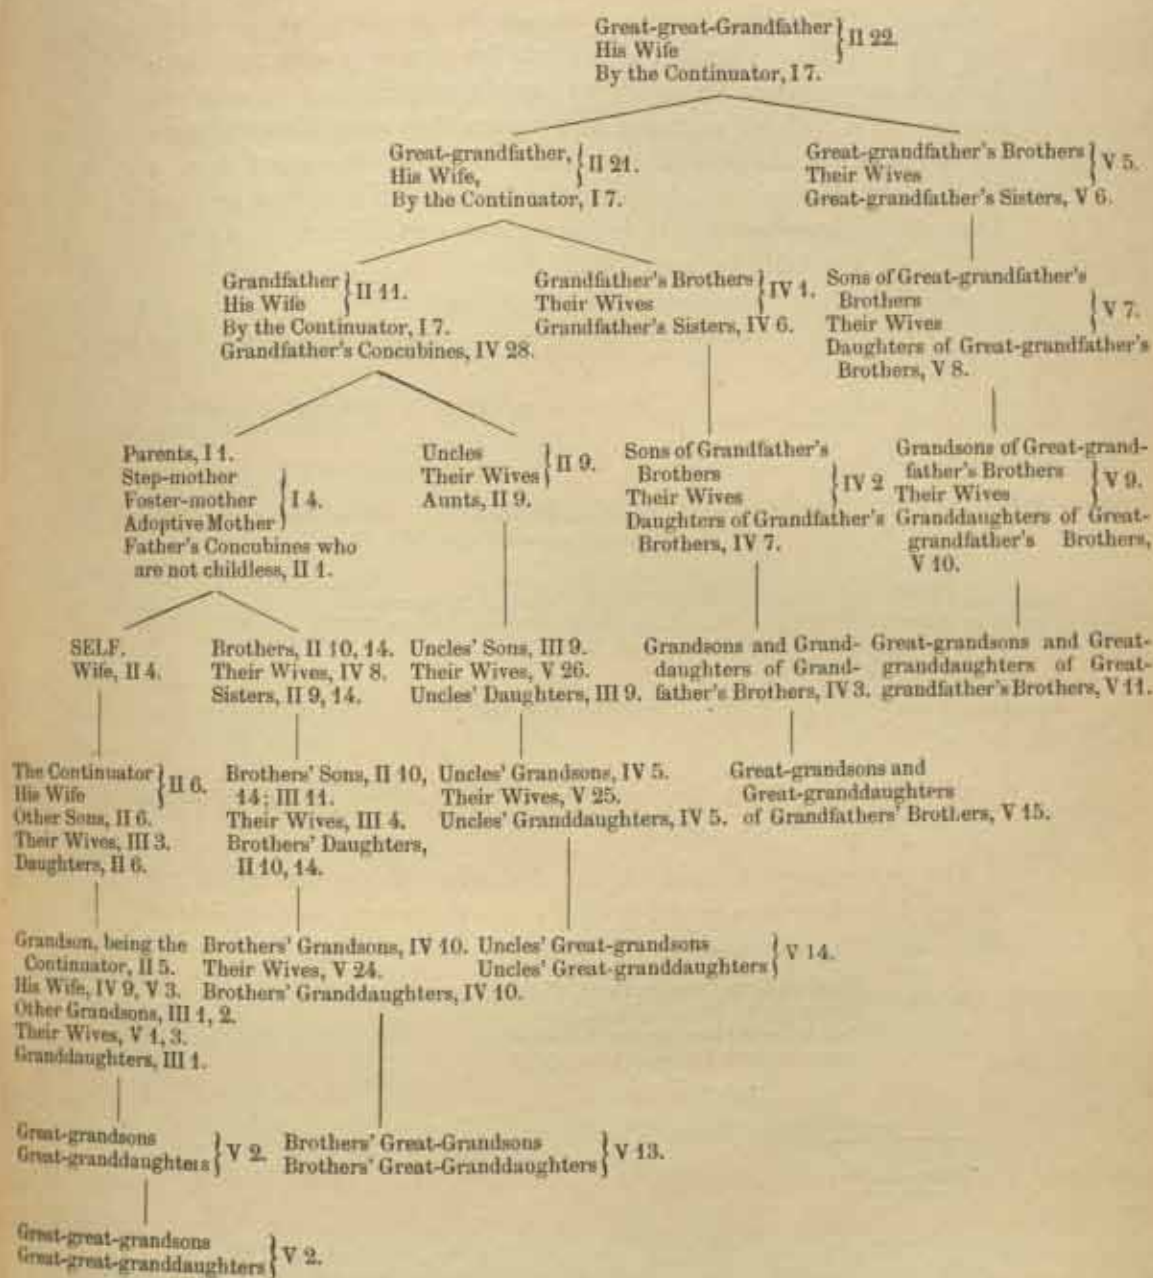 Great-great-Grandfather
His Wife
} II 22.
By the Continuator, I 7.
Great-grandfather,
His Wife,
{ II 21.
By the Continuator, I 7.
Great-grandfather's Brothers
Their Wives
} V 5.
Great-grandfather's Sisters, V 6.
Grandfather
His Wife
} II 11.
By the Continuator, I 7.
Grandfather's Concubines, IV 28.
Grandfather's Brothers
Their Wives
} IV 1.
Grandfather's Sisters, IV 6.
Sons of Great-grandfather's
Brothers
Their Wives
} V 7.
Daughters of Great-grandfather's
Brothers, V 8.
Parents, I 1.
Step-mother
Foster-mother
Adoptive Mother
} I 4.
Father's Concubines who
are not childless, II 1.
Uncles
Their Wives
} II 9.
Aunts, II 9.
Sons of Grandfather's
Brothers
Their Wives
} IV 2
Daughters of Grandfather's
Brothers, IV 7.
Grandsons of Great-grand-
father's Brothers
Their Wives
} V 9.
Granddaughters of Great-
grandfather's Brothers,
V 10.
SELF.
Wife, II 4.
Brothers, II 10, 14.
Their Wives, IV 8.
Sisters, II 9, 14.
Uncles' Sons, III 9.
Their Wives, V 26.
Uncles' Daughters, III 9.
Grandsons and Grand-
daughters of Grand-
father's Brothers, IV 3.
Great-grandsons and Great-
granddaughters of Great-
grandfather's Brothers, V 11.
The Continuator
His Wife
} II 6.
Other Sons, II 6.
Their Wives, III 3.
Daughters, II 6.
Brothers' Sons, II 10,
14; III 11.
Their Wives, III 4.
Brothers' Daughters,
II 10, 14.
Uncles' Grandsons, IV 5.
Their Wives, V 25.
Uncles' Granddaughters, IV 5.
Great-grandsons and
Great-granddaughters
of Grandfathers' Brothers, V 15.
Grandson, being the
Continuator, II 5.
His Wife, IV 9, V 3.
Other Grandsons, III 1, 2.
Their Wives, V 1, 3.
Granddaughters, III 1.
Brothers' Grandsons, IV 10.
Their Wives, V 24.
Brothers' Granddaughters, IV 10.
Uncles' Great-grandsons
Uncles' Great-granddaughters
} V 14.
Great-grandsons
Great-granddaughters
} V 2.
Brothers' Great-Grandsons
Brothers' Great-Granddaughters
} V 13.
Great-great-grandsons
Great-great-granddaughters
} V 2.